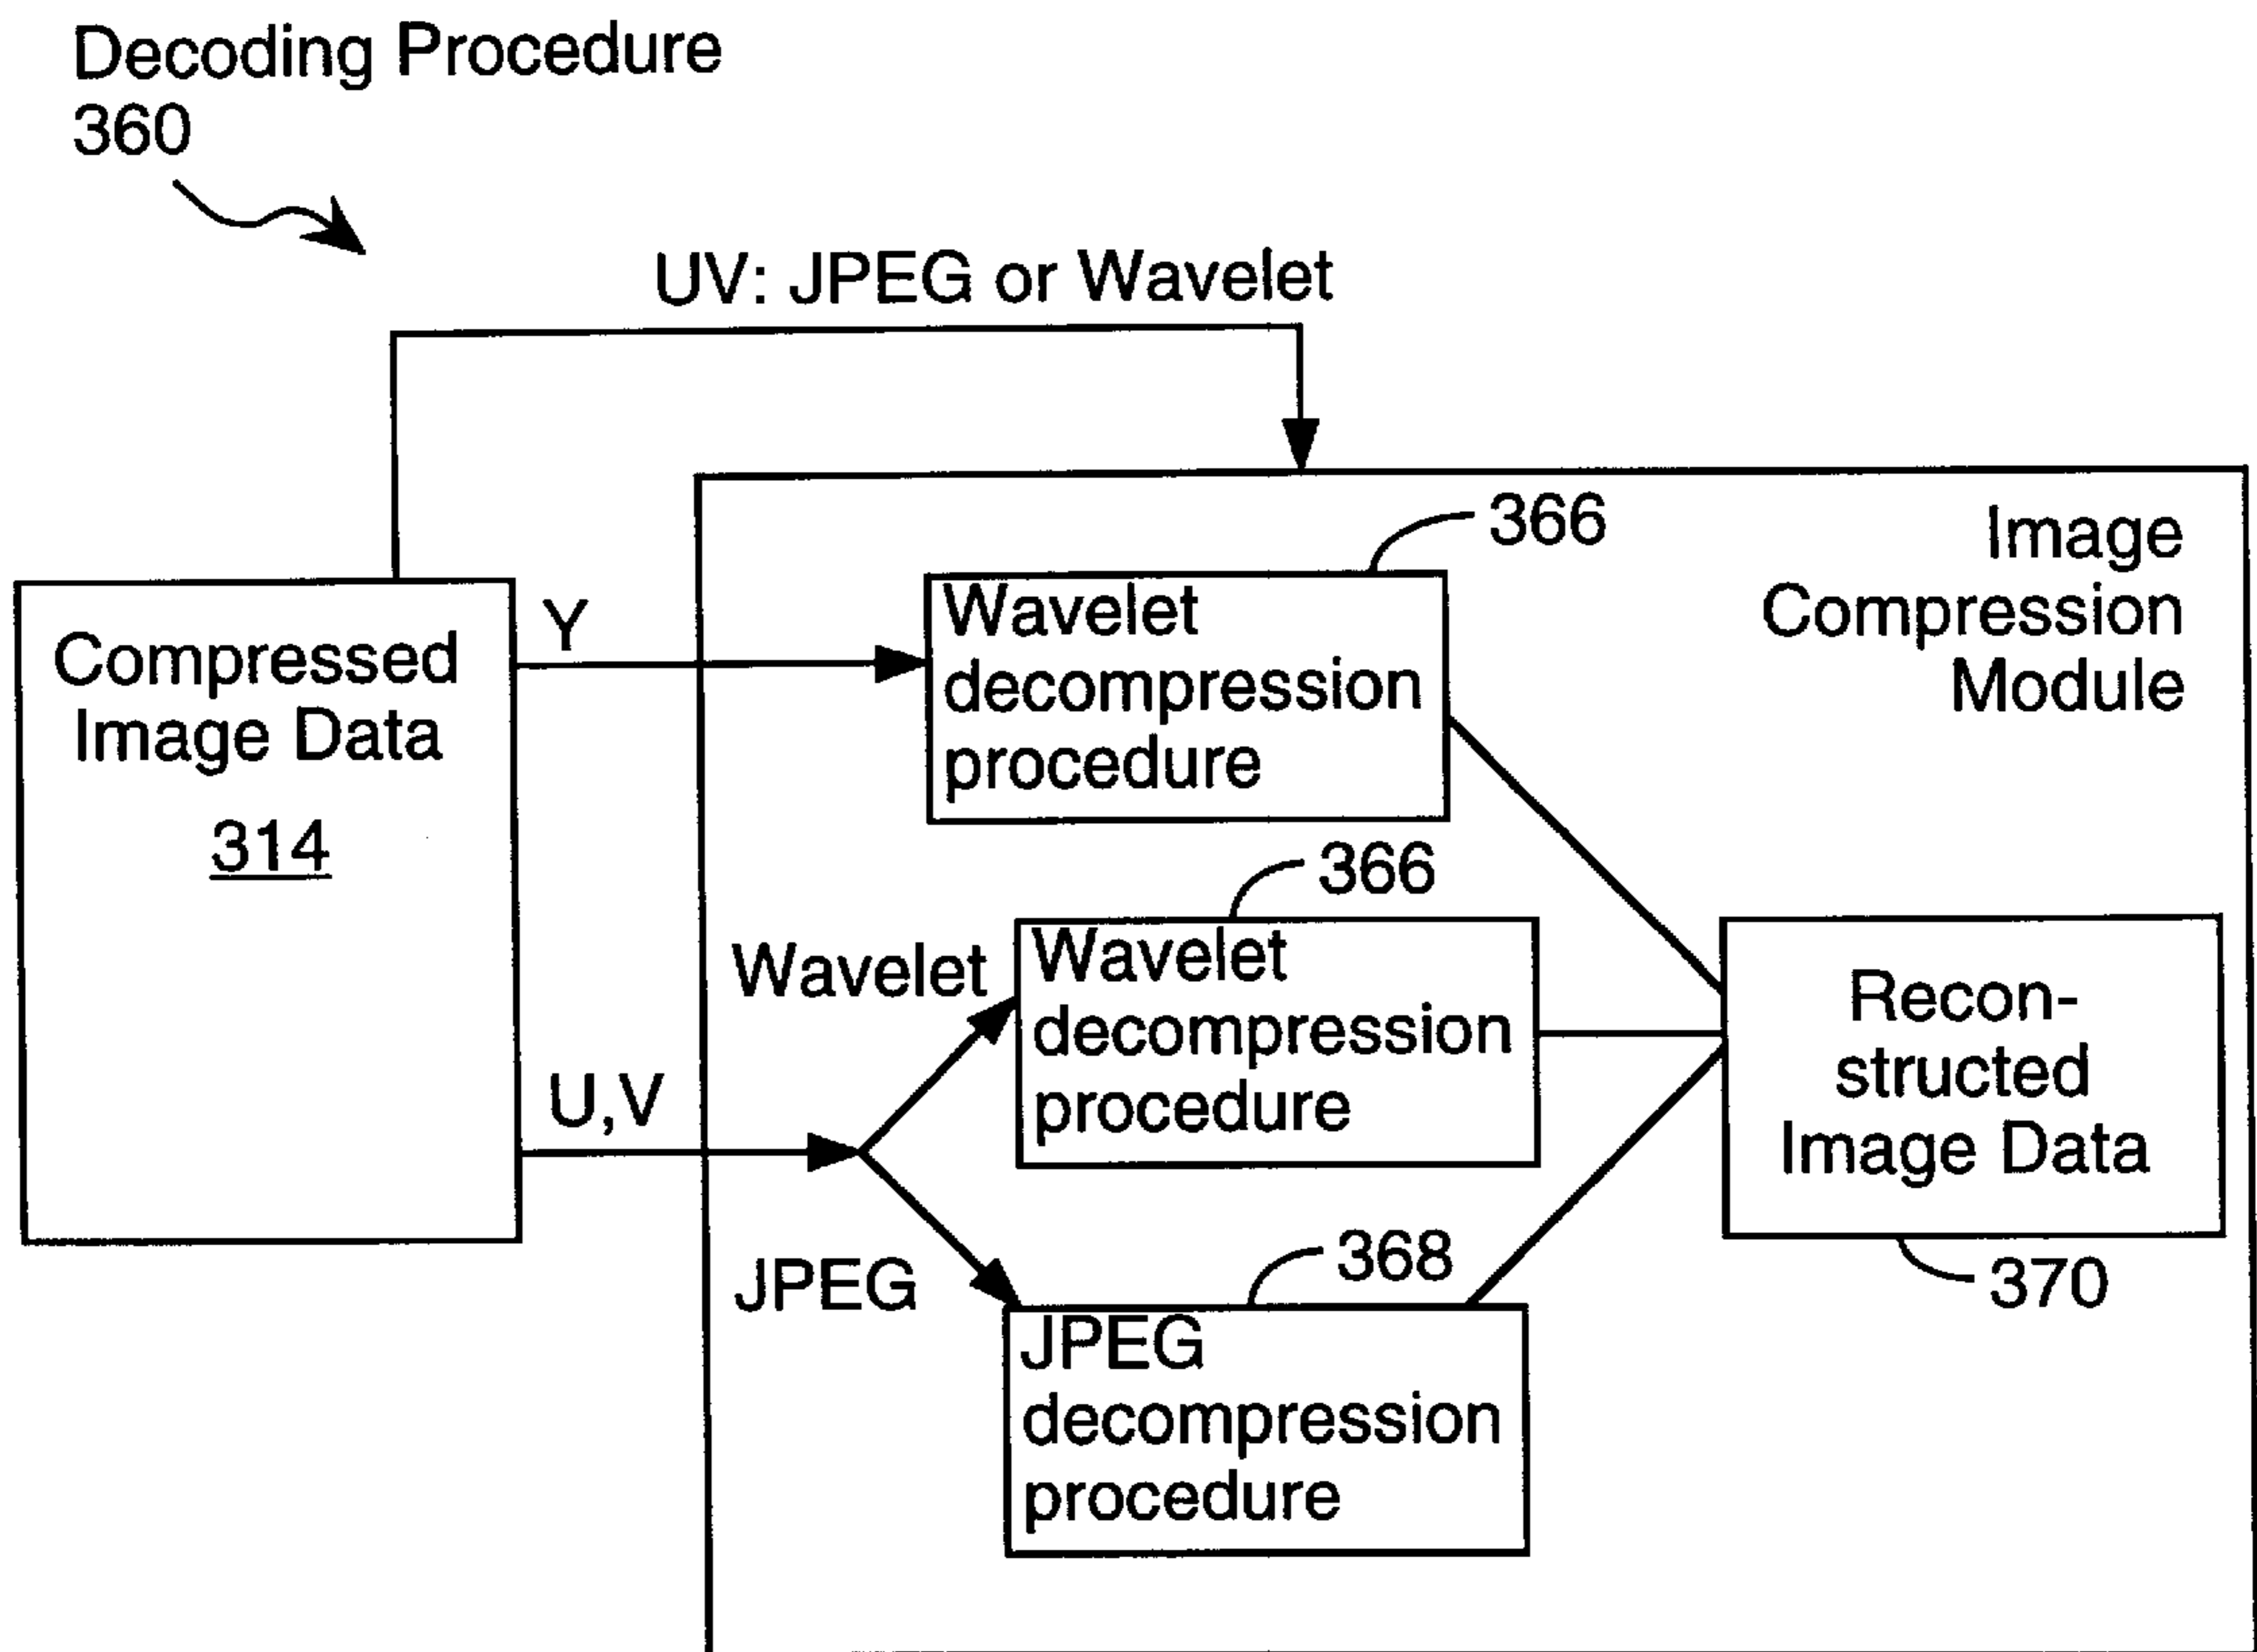 Decoding Procedure
360
UV: JPEG or Wavelet
366
Image
Compression
Module
Wavelet
decompression
procedure
Y
Compressed
Image Data
314
366
Wavelet
Wavelet
decompression
procedure
U,V
Recon-
structed
Image Data
370
368
JPEG
JPEG
decompression
procedure